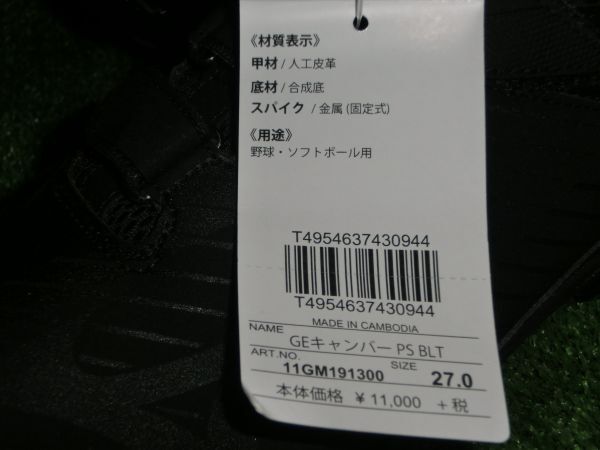 《材質表示》
甲材 / 人工皮革
底材 / 合成底
スパイク / 金属 (固定式)
《用途》
野球・ソフトボール用
T4954637430944
T4954637430944
MADE IN CAMBODIA
NAME GEキャンバー PS BLT
ART.NO. 11GM191300 SIZE 27.0
本体価格 ¥11,000 +税